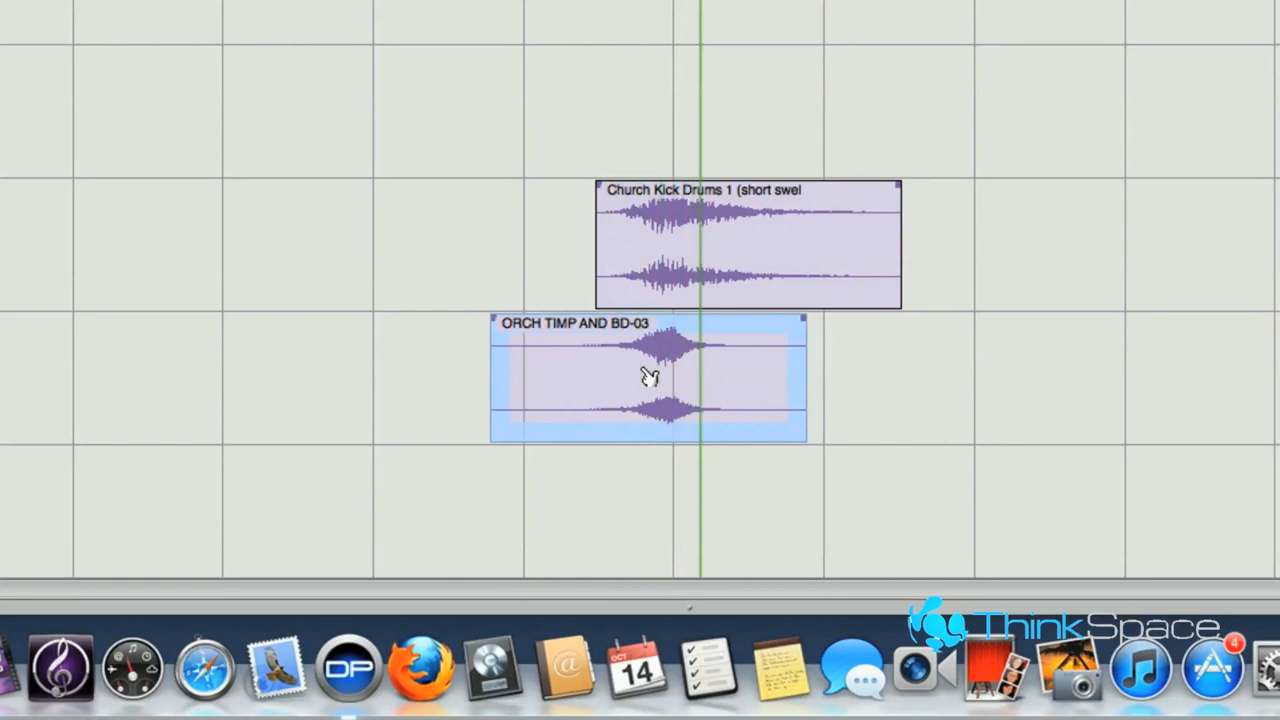 Church Kick Drums 1 (short swel
ORCH TIMP AND BD-03
ThinkSpace
4
DP
@
OCT
14